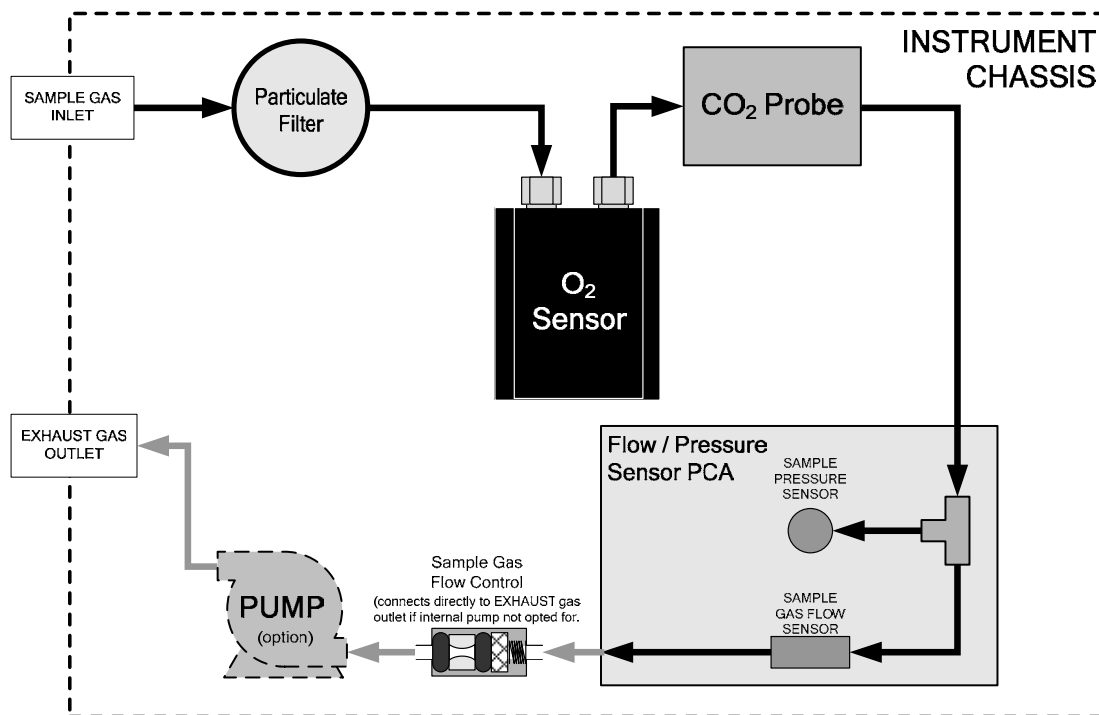 INSTRUMENT
CHASSIS
SAMPLE GAS
INLET
Particulate
Filter
CO₂ Probe
O₂
Sensor
EXHAUST GAS
OUTLET
Flow / Pressure
Sensor PCA
SAMPLE
PRESSURE
SENSOR
Sample Gas
Flow Control
(connects directly to EXHAUST gas
outlet if internal pump not opted for.
SAMPLE
GAS FLOW
SENSOR
PUMP
(option)